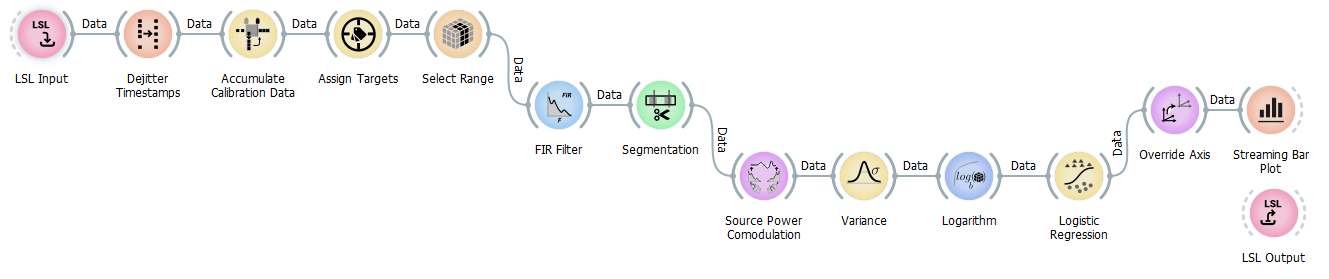 LSL
Data
Data
Data
Data
LSL Input
Dejitter
Timestamps
Accumulate
Calibration Data
Assign Targets
Select Range
Data
FIR
F
Data
FIR Filter
Segmentation
Data
σ
log b
Data
Data
Data
Source Power
Comodulation
Variance
Logarithm
Logistic
Regression
Data
Data
Override Axis
Streaming Bar
Plot
LSL
LSL Output